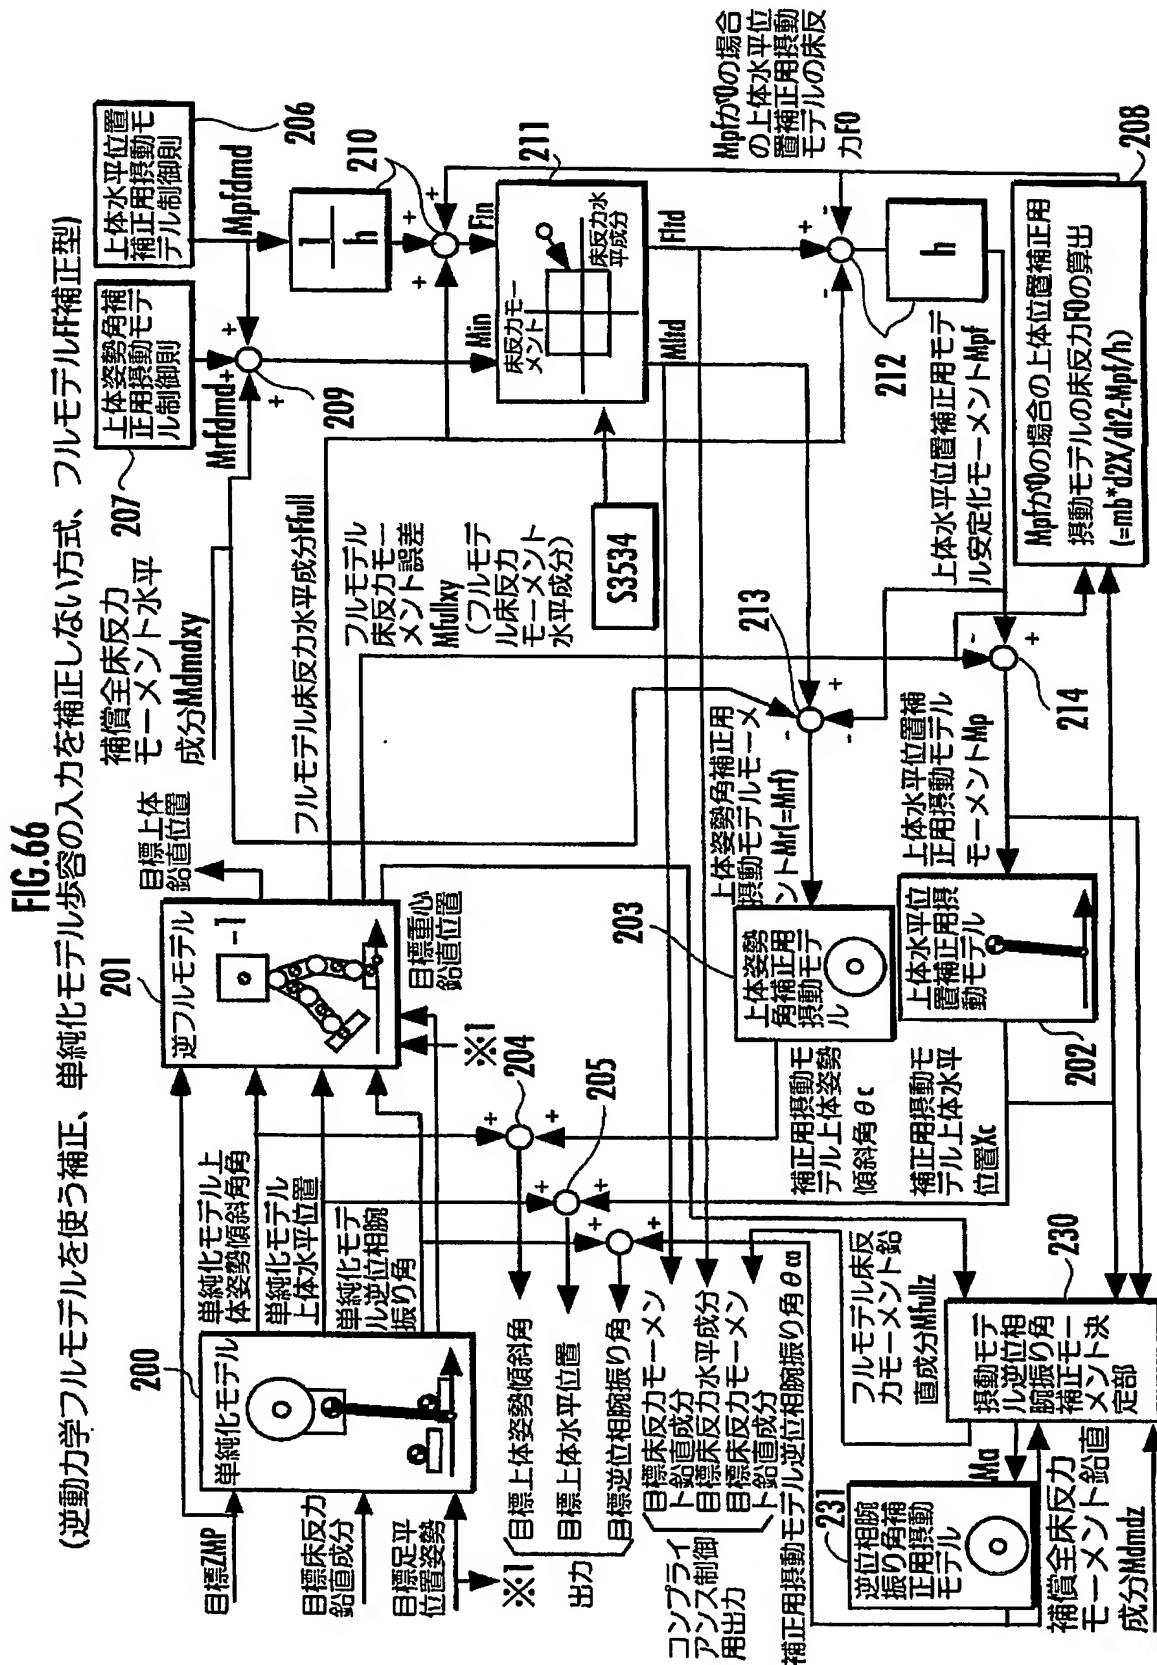 FIG.66
(逆動力学フルモデルを使う補正、単純化モデル歩容の入力を補正しない方式、フルモデルFF補正型)
200
単純化モデル
目標ZMP
目標床反力
鉛直成分
目標足平
位置姿勢
※1
単純化モデル上
体姿勢傾斜角角
単純化モデル
上体水平位置
単純化モデ
ル逆位相腕
振り角
201
逆フルモデル
-1
目標上体
鉛直位置
目標重心
鉛直位置
※1
204
+
+
205
+
+
+
+
出力
目標上体姿勢傾斜角
目標上体水平位置
目標逆位相腕振り角
コンプライ
アンス制御
用出力
目標床反力モーメン
ト鉛直成分
目標床反力水平成分
目標床反力モーメン
ト鉛直成分
補正用摂動モデル逆位相腕振り角θca
補償全床反力
モーメント水平
成分Mdmdxy
207
上体姿勢角補
正用摂動モデ
ル制御則
Mrfdmd
+
+
+
209
206
上体水平位置
補正用摂動モ
デル制御則
Mpfdmd
1
h
210
+
+
+
Fin
Min
211
床反力モー
メント
床反力水
平成分
Fltd
Mltd
フルモデル床反力水平成分Ffull
フルモデル
床反力モー
メント誤差
Mfullxy
(フルモデ
ル床反力
モーメント
水平成分)
S3534
Mpfが0の場合
の上体水平位
置補正用摂動
モデルの床反
力F0
+
-
-
212
h
208
Mpfが0の場合の上体位置補正用
摂動モデルの床反力F0の算出
(=mb*d2X/dt2-Mpf/h)
上体水平位置補正用モデ
ル安定化モーメントMpf
213
+
-
-
214
-
+
上体姿勢角補正用
摂動モデルモーメ
ントMr(=Mrf)
上体水平位置補
正用摂動モデル
モーメントMp
203
上体姿勢
角補正用
摂動モデ
ル
202
上体水平位
置補正用摂
動モデル
補正用摂動モ
デル上体姿勢
傾斜角θc
補正用摂動モ
デル上体水平
位置Xc
フルモデル床反
力モーメント鉛
直成分Mfullz
230
摂動モデ
ル逆位相
腕振り角
補正モー
メント決
定部
Ma
231
逆位相腕
振り角補
正用摂動
モデル
補償全床反力
モーメント鉛直
成分Mdmdz